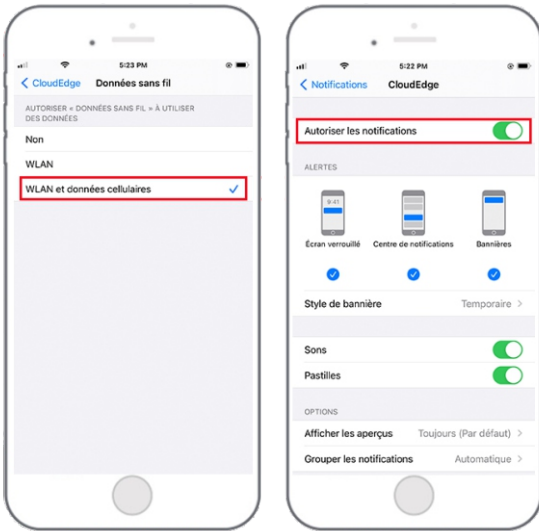 5:23 PM
CloudEdge Données sans fil
AUTORISER « DONNÉES SANS FIL » À UTILISER
DES DONNÉES
Non
WLAN
WLAN et données cellulaires
5:22 PM
Notifications CloudEdge
Autoriser les notifications
ALERTES
9:41
Écran verrouillé Centre de notifications Bannières
Style de bannière Temporaire
Sons
Pastilles
OPTIONS
Afficher les aperçus Toujours (Par défaut)
Grouper les notifications Automatique